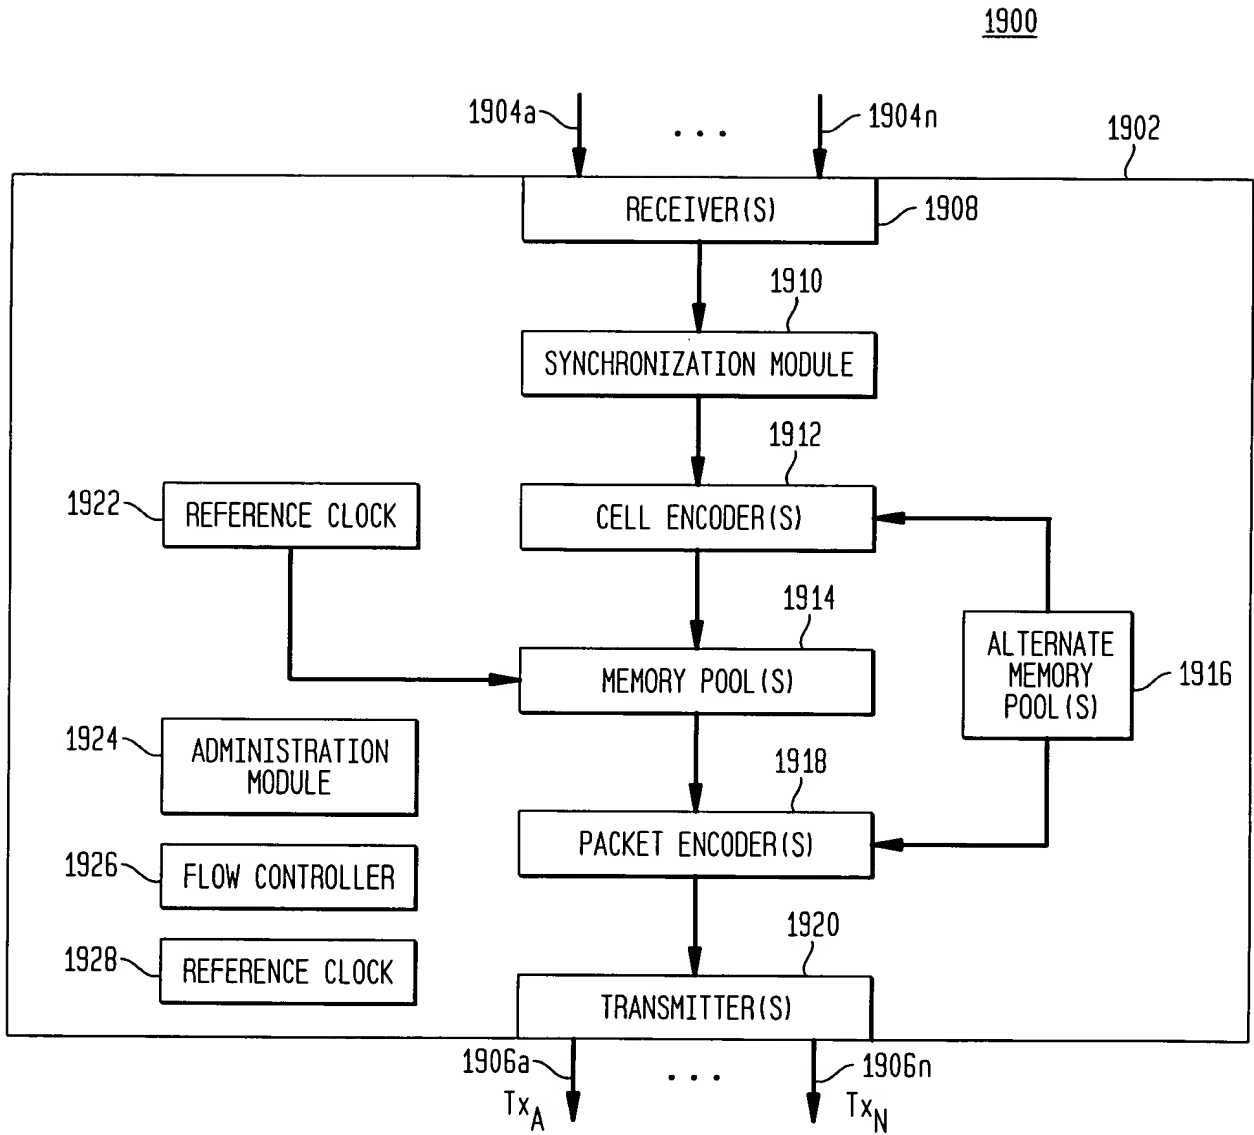 1900
1904a
. . .
1904n
1902
RECEIVER(S)
1908
1910
SYNCHRONIZATION MODULE
1912
1922
REFERENCE CLOCK
CELL ENCODER(S)
1914
MEMORY POOL(S)
ALTERNATE
MEMORY
POOL(S)
1916
1924
ADMINISTRATION
MODULE
1918
PACKET ENCODER(S)
1926
FLOW CONTROLLER
1928
REFERENCE CLOCK
1920
TRANSMITTER(S)
1906a
. . .
1906n
TxA
TxN